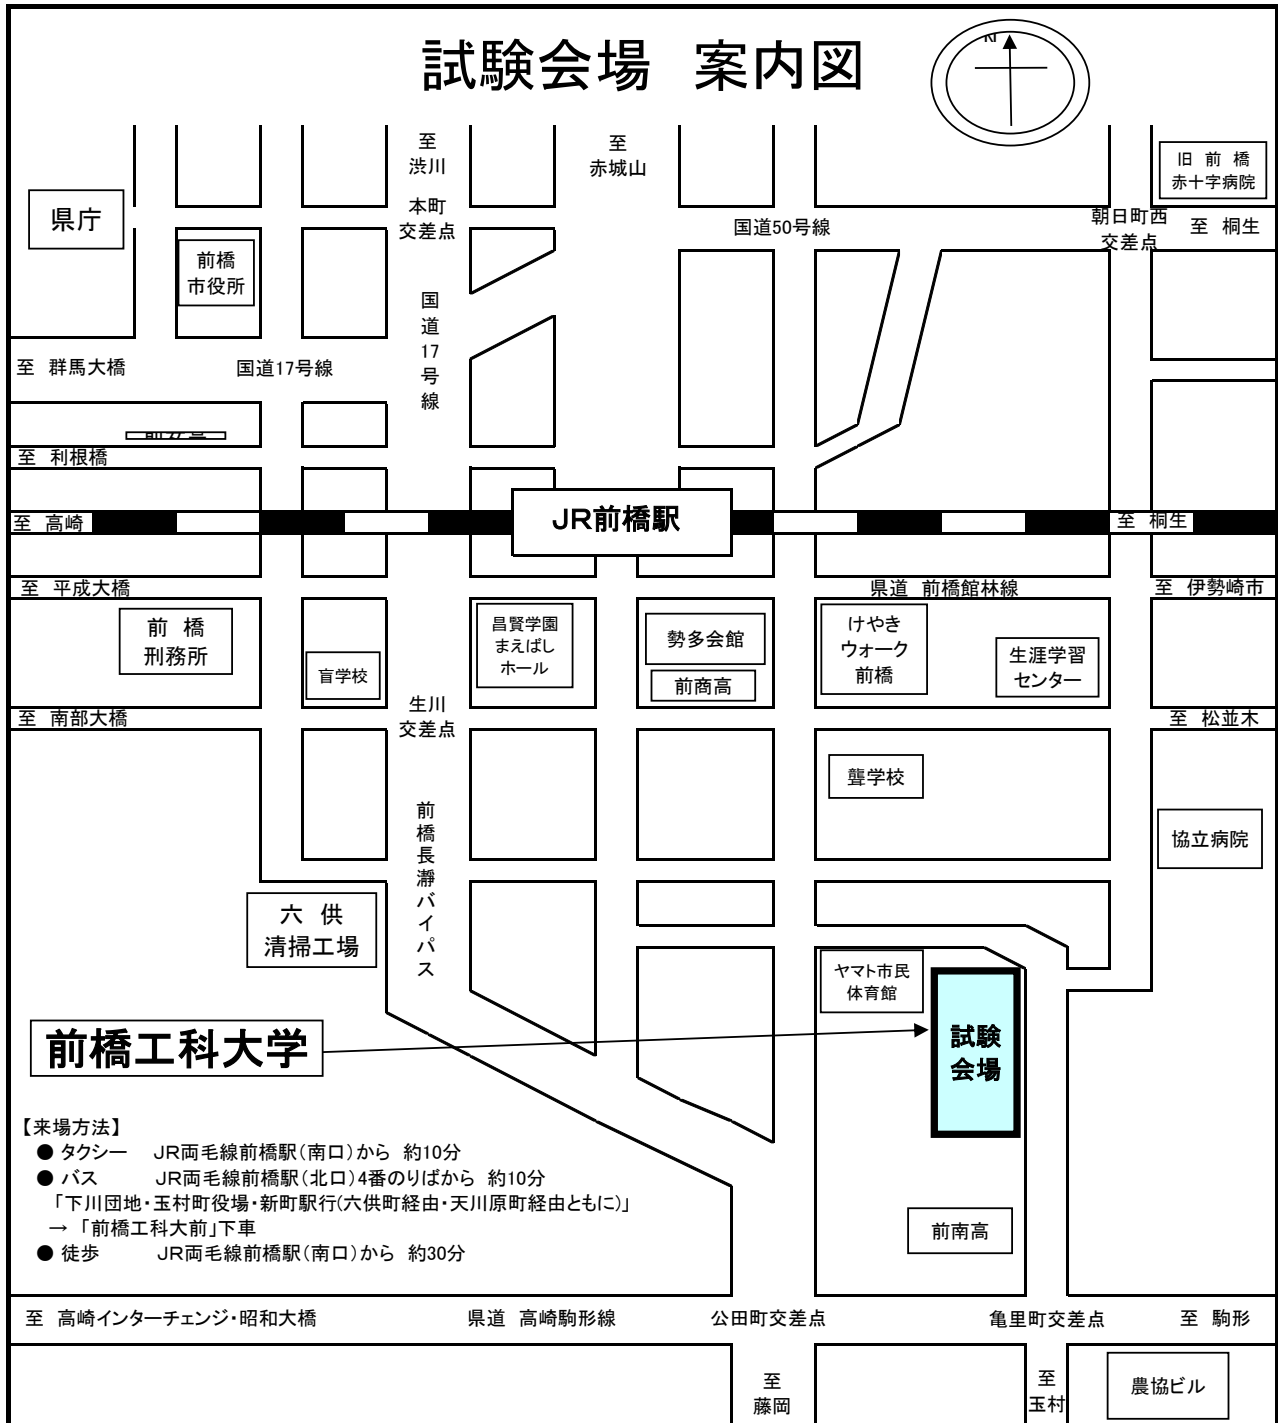 試験会場 案内図
至
渋川
至
赤城山
旧 前 橋
赤十字病院
県庁
本町
交差点
国道50号線
朝日町西
交差点
至 桐生
前橋
市役所
国道17号線
至 群馬大橋
国道17号線
至 利根橋
至 高崎
JR前橋駅
至 桐生
至 平成大橋
県道 前橋館林線
至 伊勢崎市
前 橋
刑務所
盲学校
昌賢学園
まえばし
ホール
勢多会館
前商高
けやき
ウォーク
前橋
生涯学習
センター
至 南部大橋
生川
交差点
至 松並木
聾学校
前橋長瀞バイパス
協立病院
六 供
清掃工場
ヤマト市民
体育館
前橋工科大学
試験
会場
【来場方法】
● タクシー JR両毛線前橋駅(南口)から 約10分
● バス JR両毛線前橋駅(北口)4番のりばから 約10分
「下川団地・玉村町役場・新町駅行(六供町経由・天川原町経由ともに)」
→ 「前橋工科大前」下車
● 徒歩 JR両毛線前橋駅(南口)から 約30分
前南高
至 高崎インターチェンジ・昭和大橋
県道 高崎駒形線
公田町交差点
亀里町交差点
至 駒形
至
藤岡
至
玉村
農協ビル